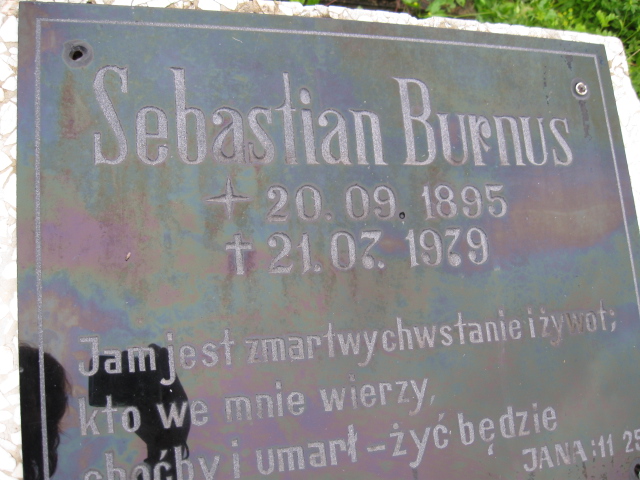 Sebastian Burnus
20.09.1895
✝ 21.07.1979
Jam jest zmartwychwstanie i żywot;
kto we mnie wierzy,
choćby i umarł – żyć będzie
JANA: 11 25